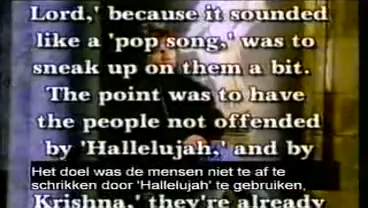 Lord,' because it sounded
like a 'pop song,' was to
sneak up on them a bit.
The point was to have
the people not offended
by 'Hallelujah,' and by
Het doel was de mensen niet te af te
schrikken door 'Hallelujah' te gebruiken,
Krishna,' they're already